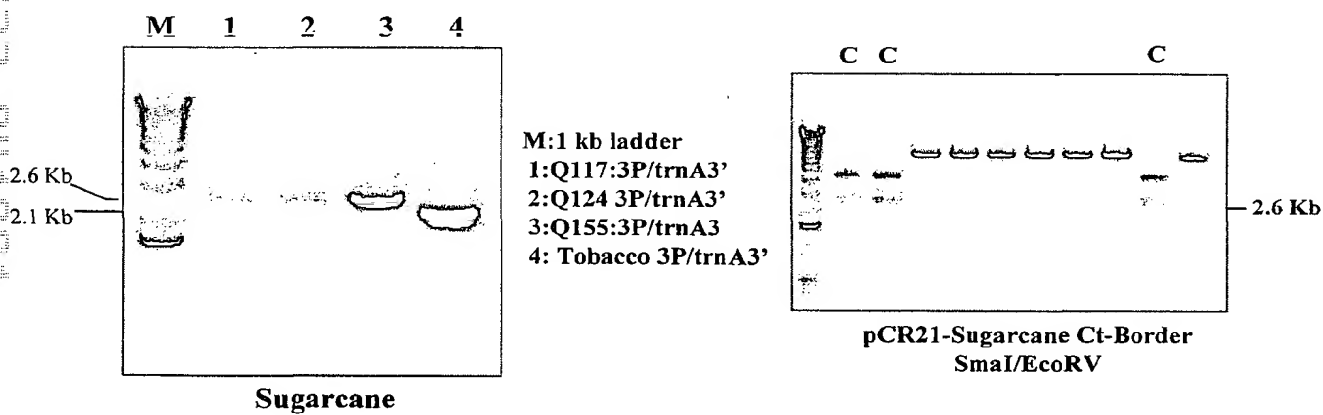 M 1 2 3 4
2.6 Kb
2.1 Kb
M:1 kb ladder
1:Q117:3P/trnA3'
2:Q124 3P/trnA3'
3:Q155:3P/trnA3
4: Tobacco 3P/trnA3'
Sugarcane
C C C
2.6 Kb
pCR21-Sugarcane Ct-Border
SmaI/EcoRV